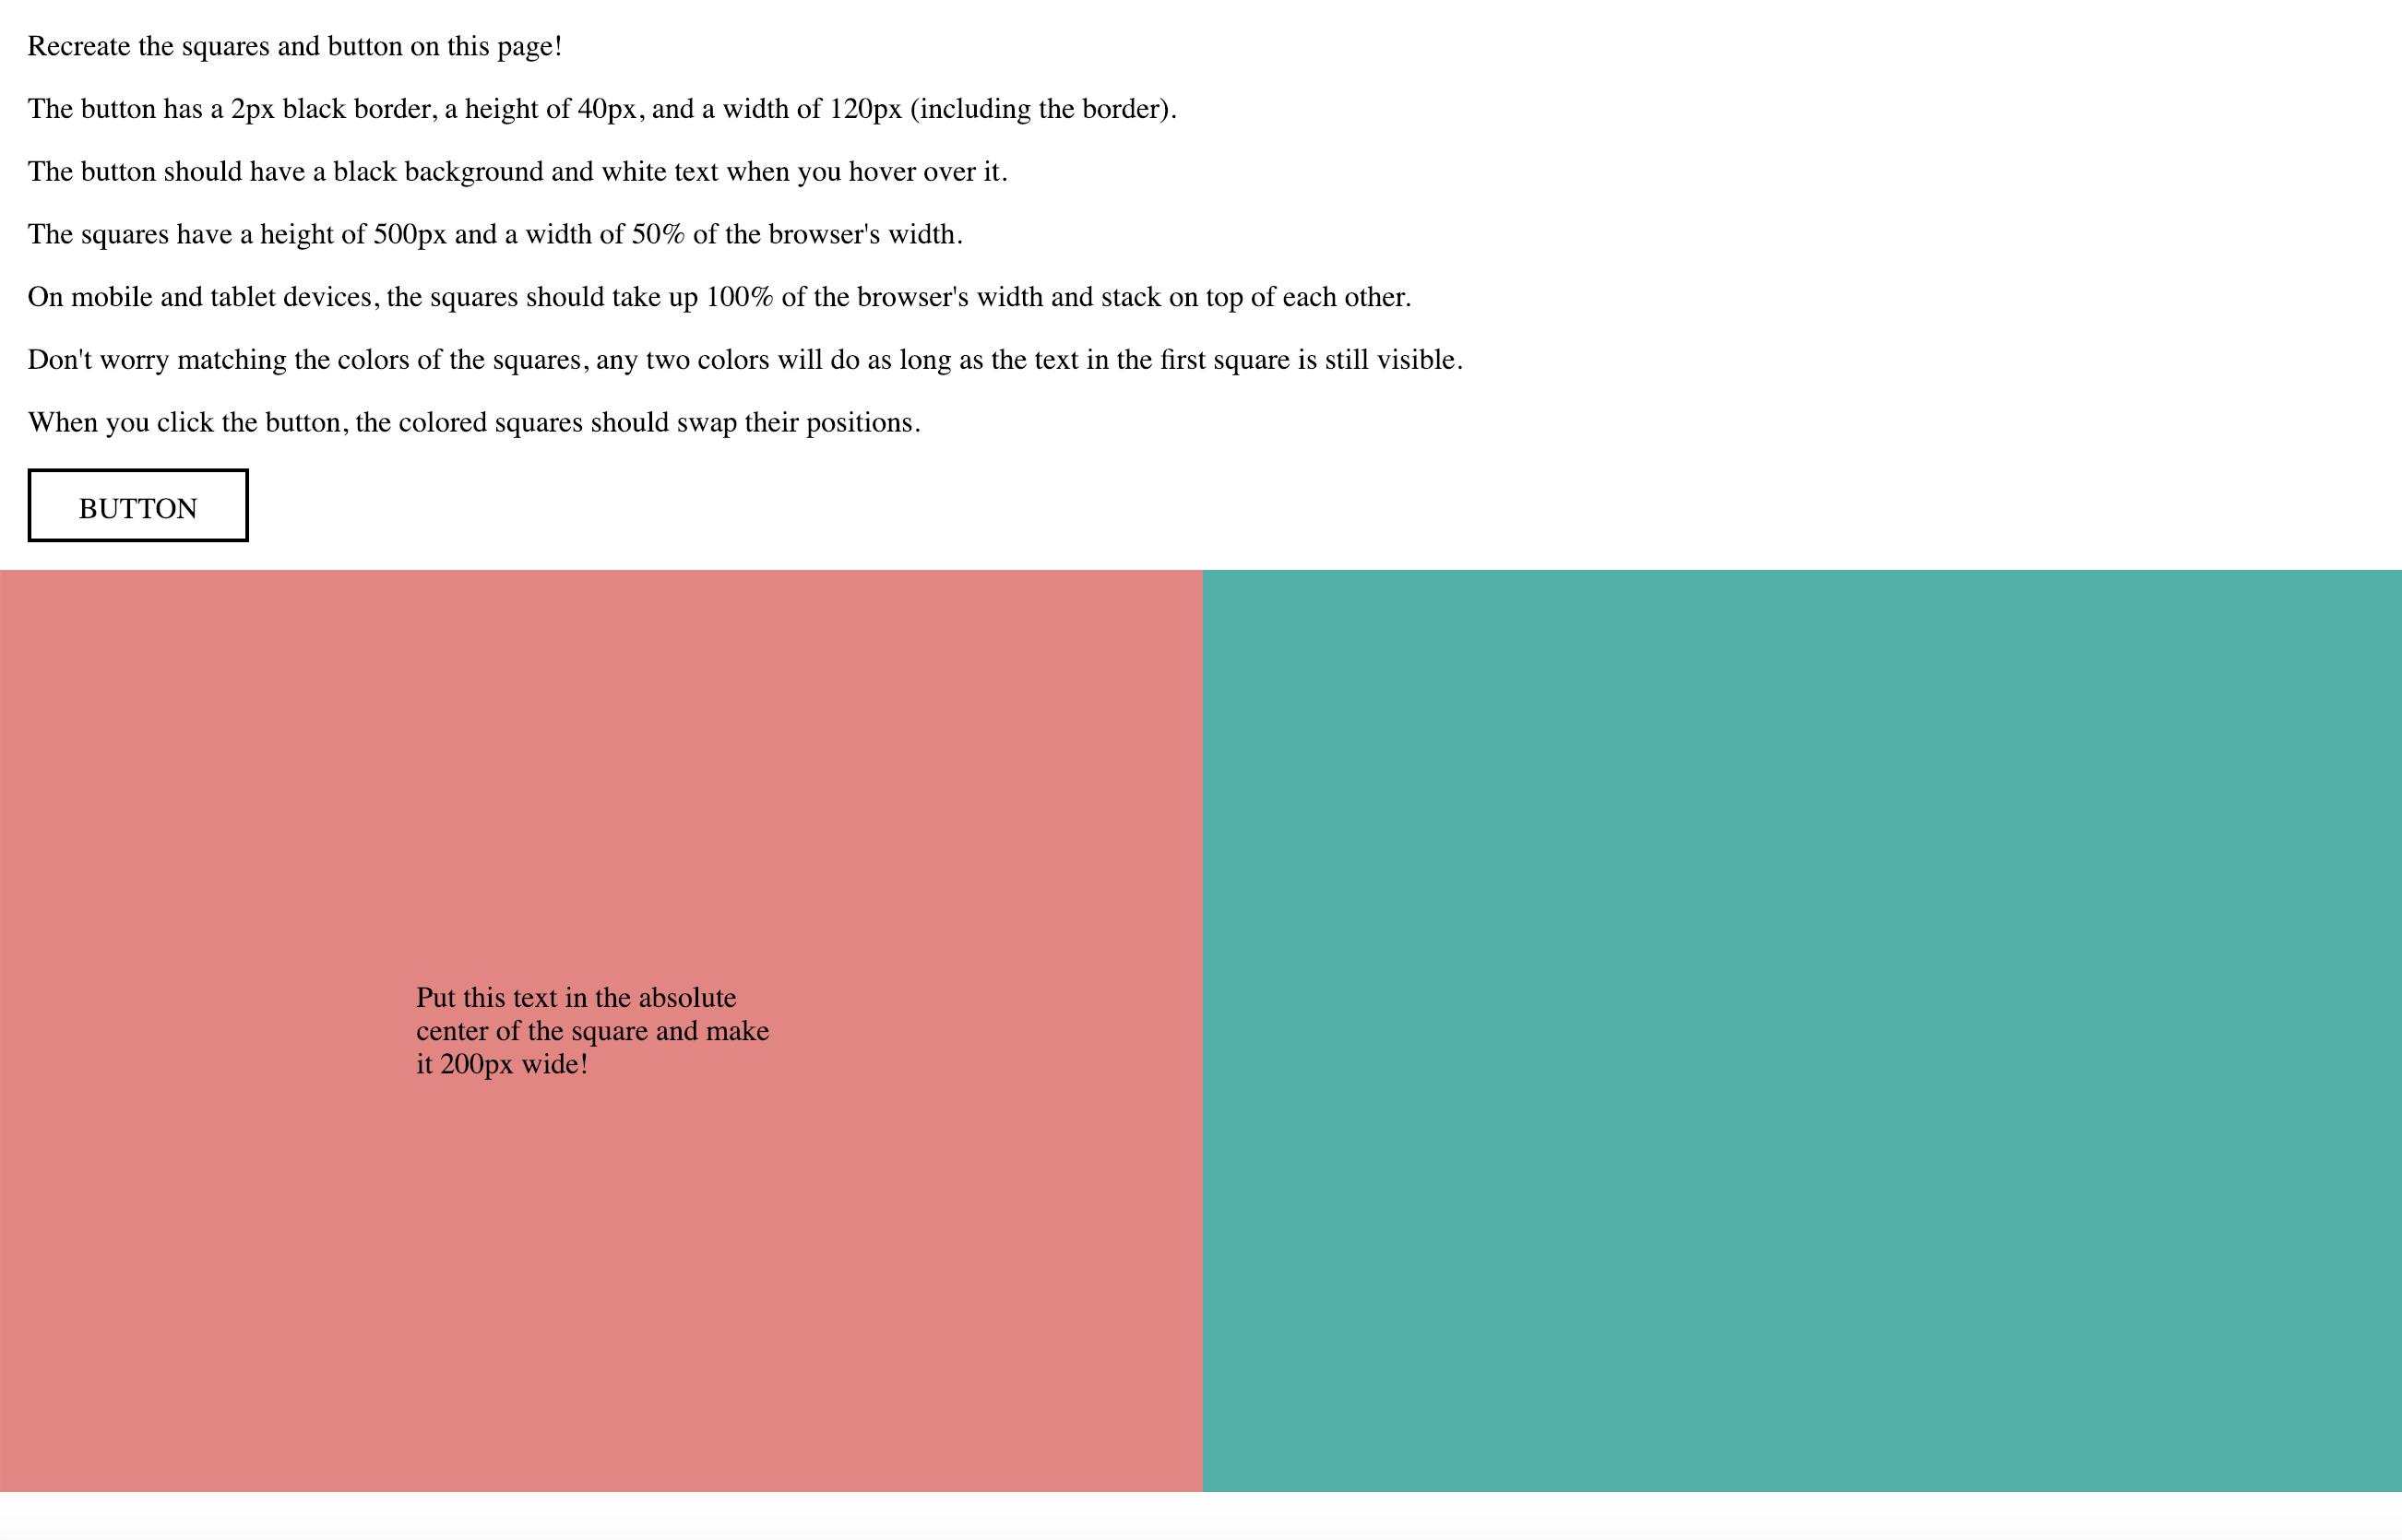 Recreate the squares and button on this page!
The button has a 2px black border, a height of 40px, and a width of 120px (including the border).
The button should have a black background and white text when you hover over it.
The squares have a height of 500px and a width of 50% of the browser's width.
On mobile and tablet devices, the squares should take up 100% of the browser's width and stack on top of each other.
Don't worry matching the colors of the squares, any two colors will do as long as the text in the first square is still visible.
When you click the button, the colored squares should swap their positions.
BUTTON
Put this text in the absolute
center of the square and make
it 200px wide!